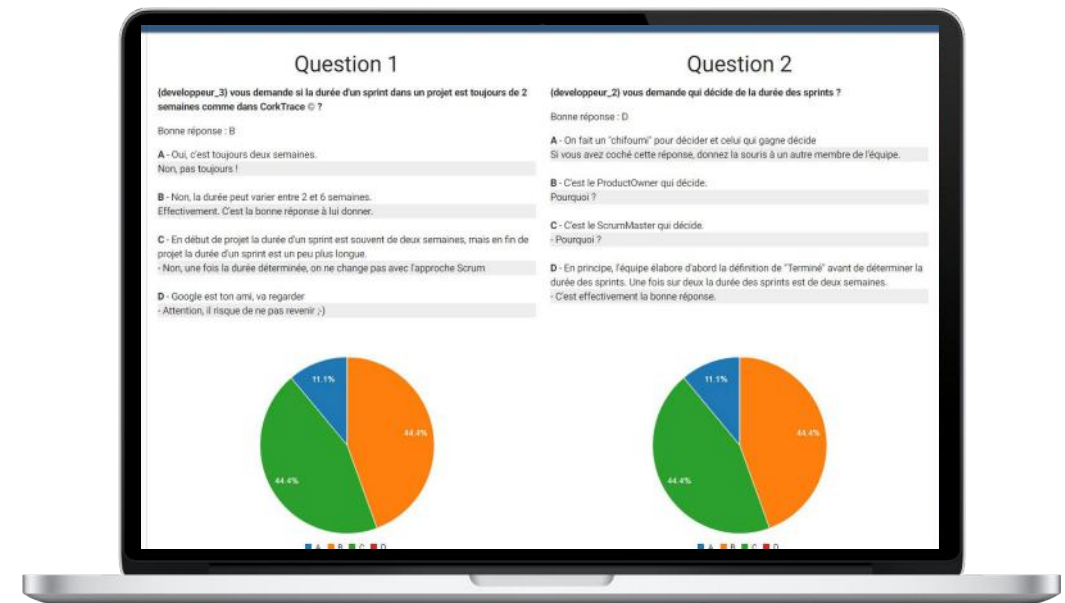 Question 1
{developpeur_3} vous demande si la durée d'un sprint dans un projet est toujours de 2
semaines comme dans CorkTrace © ?
Bonne réponse : B
A - Oui, c'est toujours deux semaines.
Non, pas toujours !
B - Non, la durée peut varier entre 2 et 6 semaines.
Effectivement. C'est la bonne réponse à lui donner.
C - En début de projet la durée d'un sprint est souvent de deux semaines, mais en fin de
projet la durée d'un sprint est un peu plus longue.
- Non, une fois la durée déterminée, on ne change pas avec l'approche Scrum
D - Google est ton ami, va regarder
- Attention, il risque de ne pas revenir ;-)
11.1%
44.4%
44.4%
A B C D
Question 2
{developpeur_2} vous demande qui décide de la durée des sprints ?
Bonne réponse : D
A - On fait un "chifoumi" pour décider et celui qui gagne décide
Si vous avez coché cette réponse, donnez la souris à un autre membre de l'équipe.
B - C'est le ProductOwner qui décide.
Pourquoi ?
C - C'est le ScrumMaster qui décide.
- Pourquoi ?
D - En principe, l'équipe élabore d'abord la définition de "Terminé" avant de déterminer la
durée des sprints. Une fois sur deux la durée des sprints est de deux semaines.
- C'est effectivement la bonne réponse.
11.1%
44.4%
44.4%
A B C D